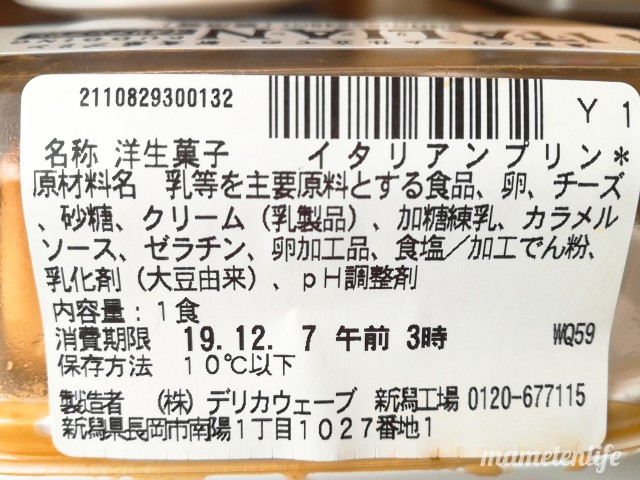 ITALIAN
2110829300132
Y 1
名称 洋生菓子 イタリアンプリン*
原材料名 乳等を主要原料とする食品、卵、チーズ
、砂糖、クリーム(乳製品)、加糖練乳、カラメル
ソース、ゼラチン、卵加工品、食塩/加工でん粉、
乳化剤(大豆由来)、pH調整剤
内容量:1食
消費期限 19.12. 7 午前 3時 WQ59
保存方法 10℃以下
製造者 (株)デリカウェーブ 新潟工場 0120-677115
新潟県長岡市南陽1丁目1027番地1
mametenlife